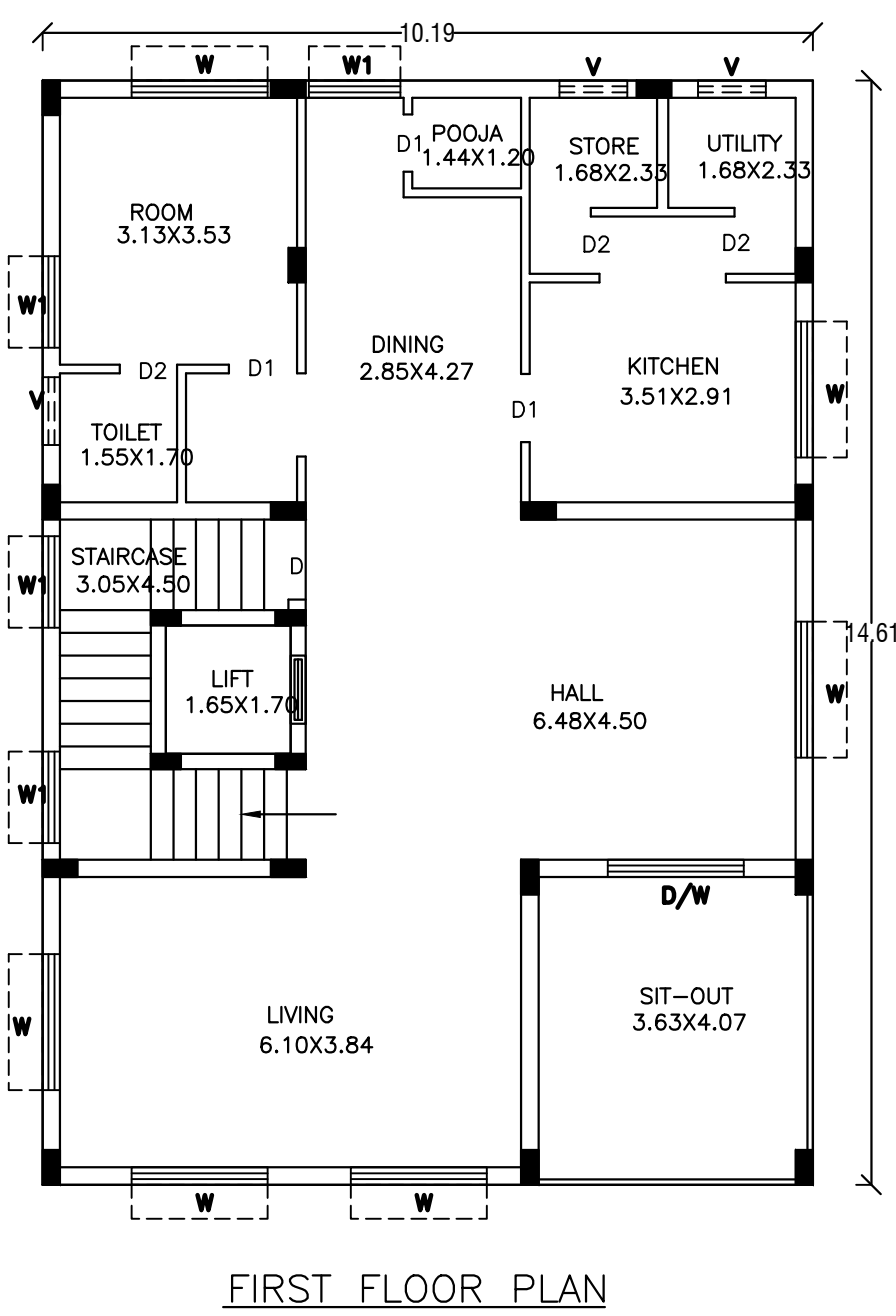 10.19
W
W1
V
V
D1
POOJA
1.44X1.20
STORE
1.68X2.33
UTILITY
1.68X2.33
ROOM
3.13X3.53
D2
D2
W1
DINING
2.85X4.27
D2
D1
KITCHEN
3.51X2.91
W
V
D1
TOILET
1.55X1.70
STAIRCASE
3.05X4.50
D
W1
14.61
LIFT
1.65X1.70
HALL
6.48X4.50
W
W1
D/W
SIT-OUT
3.63X4.07
LIVING
6.10X3.84
W
W
W
FIRST FLOOR PLAN